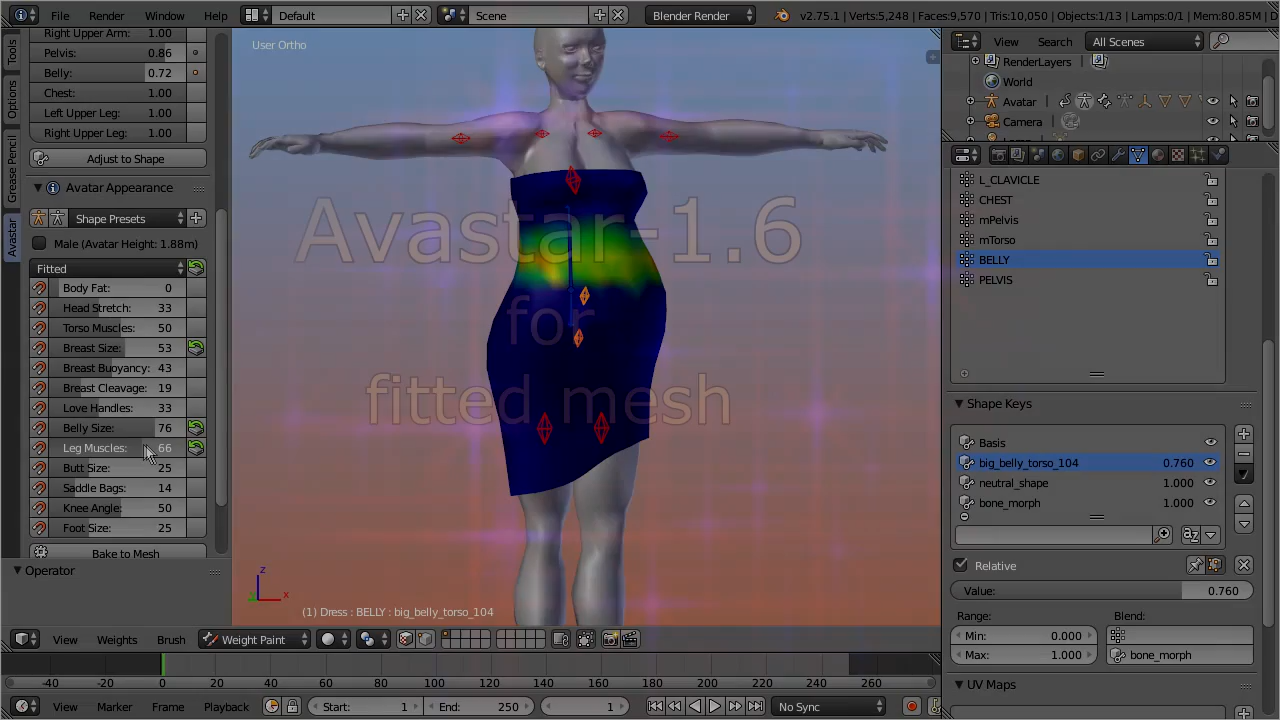 File Render Window Help Default Scene Blender Render v2.75.1 | Verts:5,248 | Faces:9,570 | Tris:10,050 | Objects:1/13 | Lamps:0/1 | Mem:80.85M
Tools
Options
Grease Pencil
Avastar
Right Upper Arm: 1.00
Pelvis: 0.86
Belly: 0.72
Chest: 1.00
Left Upper Leg: 1.00
Right Upper Leg: 1.00
Adjust to Shape
Avatar Appearance
Shape Presets
Male (Avatar Height: 1.88m)
Fitted
Body Fat: 0
Head Stretch: 33
Torso Muscles: 50
Breast Size: 53
Breast Buoyancy: 43
Breast Cleavage: 19
Love Handles: 33
Belly Size: 76
Leg Muscles: 66
Butt Size: 25
Saddle Bags: 14
Knee Angle: 50
Foot Size: 25
Bake to Mesh
Operator
User Ortho
Avastar-1.6
for
fitted mesh
z
x
(1) Dress : BELLY : big_belly_torso_104
View Weights Brush Weight Paint
-40 -20 0 20 40 60 80 100 120 140 160 180 200 220 240 260
View Marker Frame Playback Start: 1 End: 250 1 No Sync
View Search All Scenes
RenderLayers
World
Avatar
Camera
L_CLAVICLE
CHEST
mPelvis
mTorso
BELLY
PELVIS
Shape Keys
Basis
big_belly_torso_104 0.760
neutral_shape 1.000
bone_morph 1.000
Relative
Value: 0.760
Range: Blend:
Min: 0.000
Max: 1.000 bone_morph
UV Maps